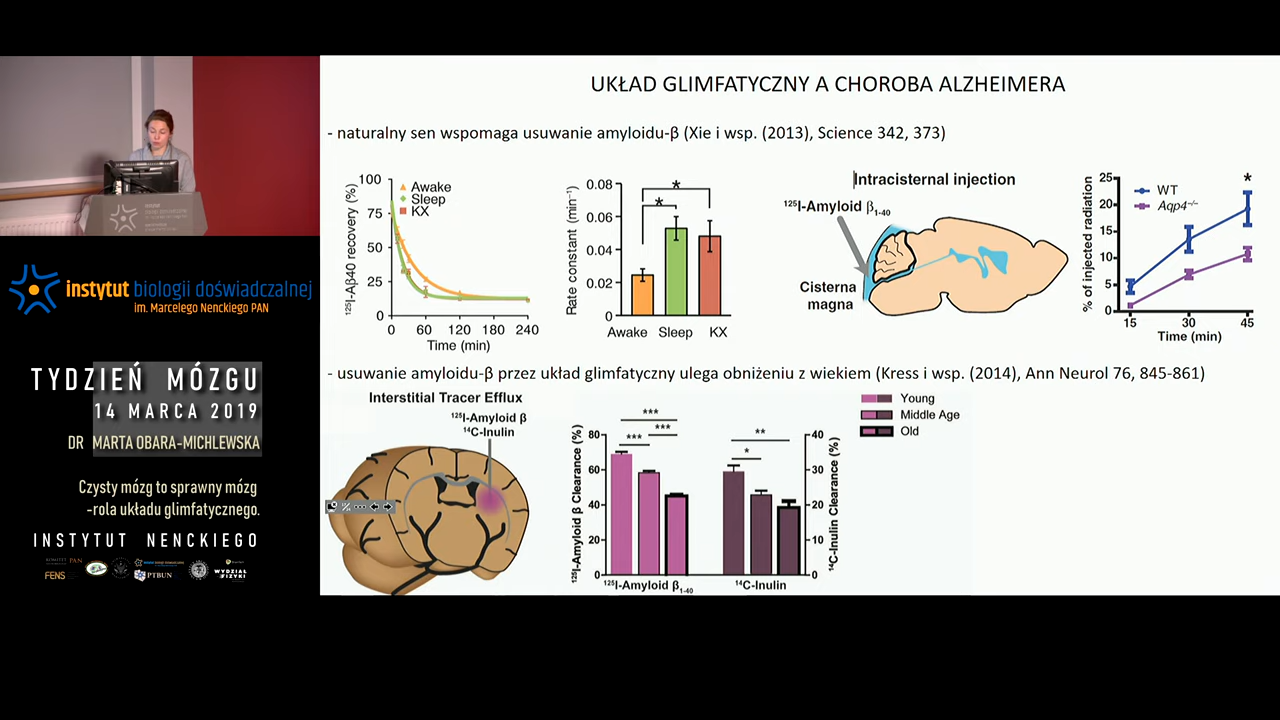 UKŁAD GLIMFATYCZNY A CHOROBA ALZHEIMERA
- naturalny sen wspomaga usuwanie amyloidu-β (Xie i wsp. (2013), Science 342, 373)
¹²⁵I-Aβ40 recovery (%)
100
75
50
25
0
Awake
Sleep
KX
0 60 120 180 240
Time (min)
Rate constant (min⁻¹)
0.08
0.06
0.04
0.02
0
*
*
Awake Sleep KX
Intracisternal injection
¹²⁵I-Amyloid β₁₋₄₀
Cisterna
magna
% of injected radiation
25
20
15
10
5
0
WT
Aqp4⁻/⁻
*
15 30 45
Time (min)
- usuwanie amyloidu-β przez układ glimfatyczny ulega obniżeniu z wiekiem (Kress i wsp. (2014), Ann Neurol 76, 845-861)
Interstitial Tracer Efflux
¹²⁵I-Amyloid β
¹⁴C-Inulin
¹²⁵I-Amyloid β Clearance (%)
80
60
40
20
0
***
***
***
**
*
¹²⁵I-Amyloid β₁₋₄₀
¹⁴C-Inulin
40
30
20
10
0
¹⁴C-Inulin Clearance (%)
Young
Middle Age
Old
instytut biologii doświadczalnej
im. Marcelego Nenckiego PAN
TYDZIEŃ MÓZGU
14 MARCA 2019
DR MARTA OBARA-MICHLEWSKA
Czysty mózg to sprawny mózg
-rola układu glimfatycznego.
INSTYTUT NENCKIEGO
FENS
PTBUN
WYDZIAŁ
FIZYKI